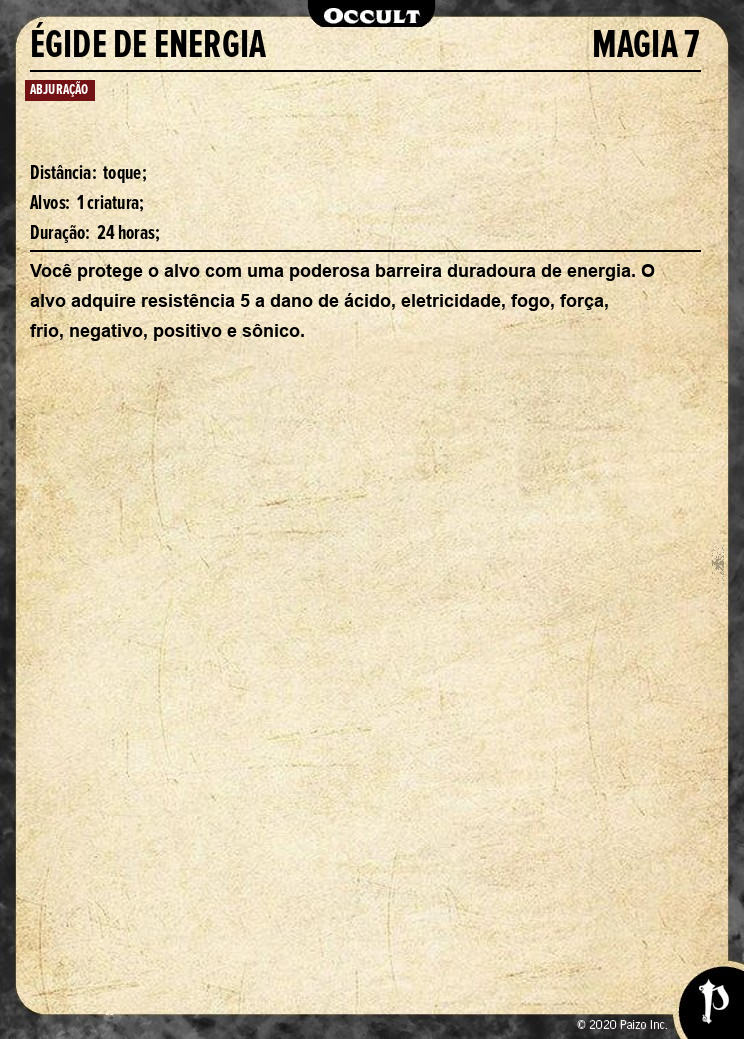 OCCULT
ÉGIDE DE ENERGIA MAGIA 7
ABJURAÇÃO
Distância: toque;
Alvos: 1 criatura;
Duração: 24 horas;
Você protege o alvo com uma poderosa barreira duradoura de energia. O
alvo adquire resistência 5 a dano de ácido, eletricidade, fogo, força,
frio, negativo, positivo e sônico.
© 2020 Paizo Inc.
P